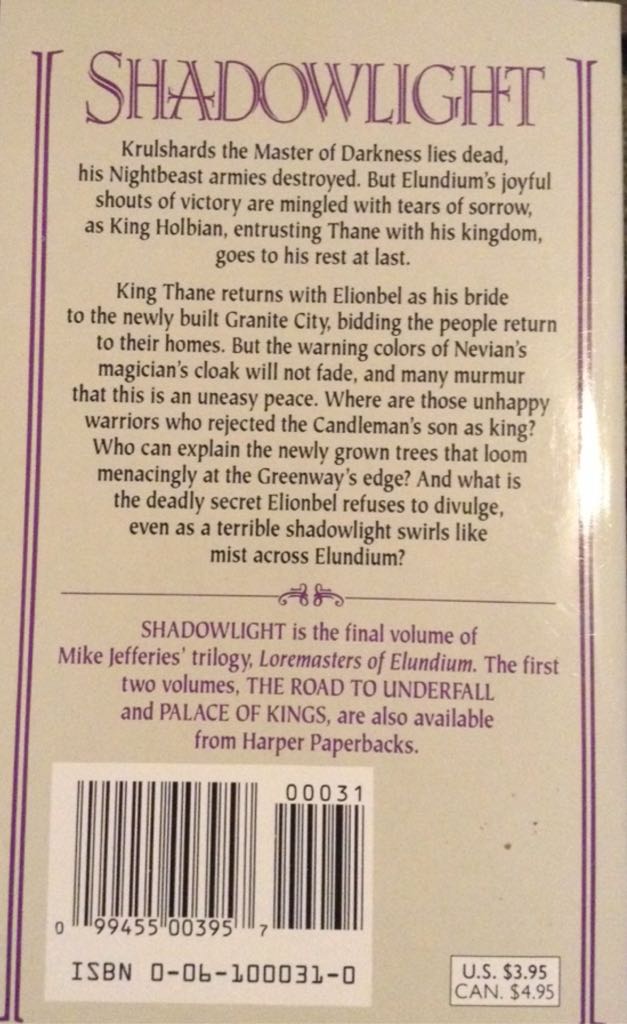 SHADOWLIGHT
Krulshards the Master of Darkness lies dead,
his Nightbeast armies destroyed. But Elundium's joyful
shouts of victory are mingled with tears of sorrow,
as King Holbian, entrusting Thane with his kingdom,
goes to his rest at last.
King Thane returns with Elionbel as his bride
to the newly built Granite City, bidding the people return
to their homes. But the warning colors of Nevian's
magician's cloak will not fade, and many murmur
that this is an uneasy peace. Where are those unhappy
warriors who rejected the Candleman's son as king?
Who can explain the newly grown trees that loom
menacingly at the Greenway's edge? And what is
the deadly secret Elionbel refuses to divulge,
even as a terrible shadowlight swirls like
mist across Elundium?
SHADOWLIGHT is the final volume of
Mike Jefferies' trilogy, Loremasters of Elundium. The first
two volumes, THE ROAD TO UNDERFALL
and PALACE OF KINGS, are also available
from Harper Paperbacks.
00031
0 99455 00395 7
ISBN 0-06-100031-0
U.S. $3.95
CAN. $4.95